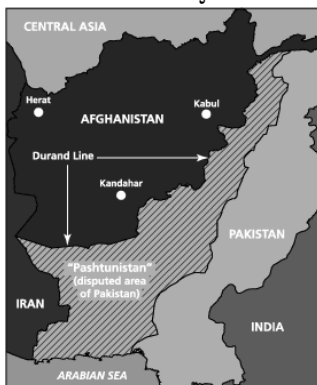 CENTRAL ASIA
Herat
Kabul
AFGHANISTAN
Durand Line
Kandahar
PAKISTAN
"Pashtunistan"
(disputed area
of Pakistan)
IRAN
INDIA
ARABIAN SEA